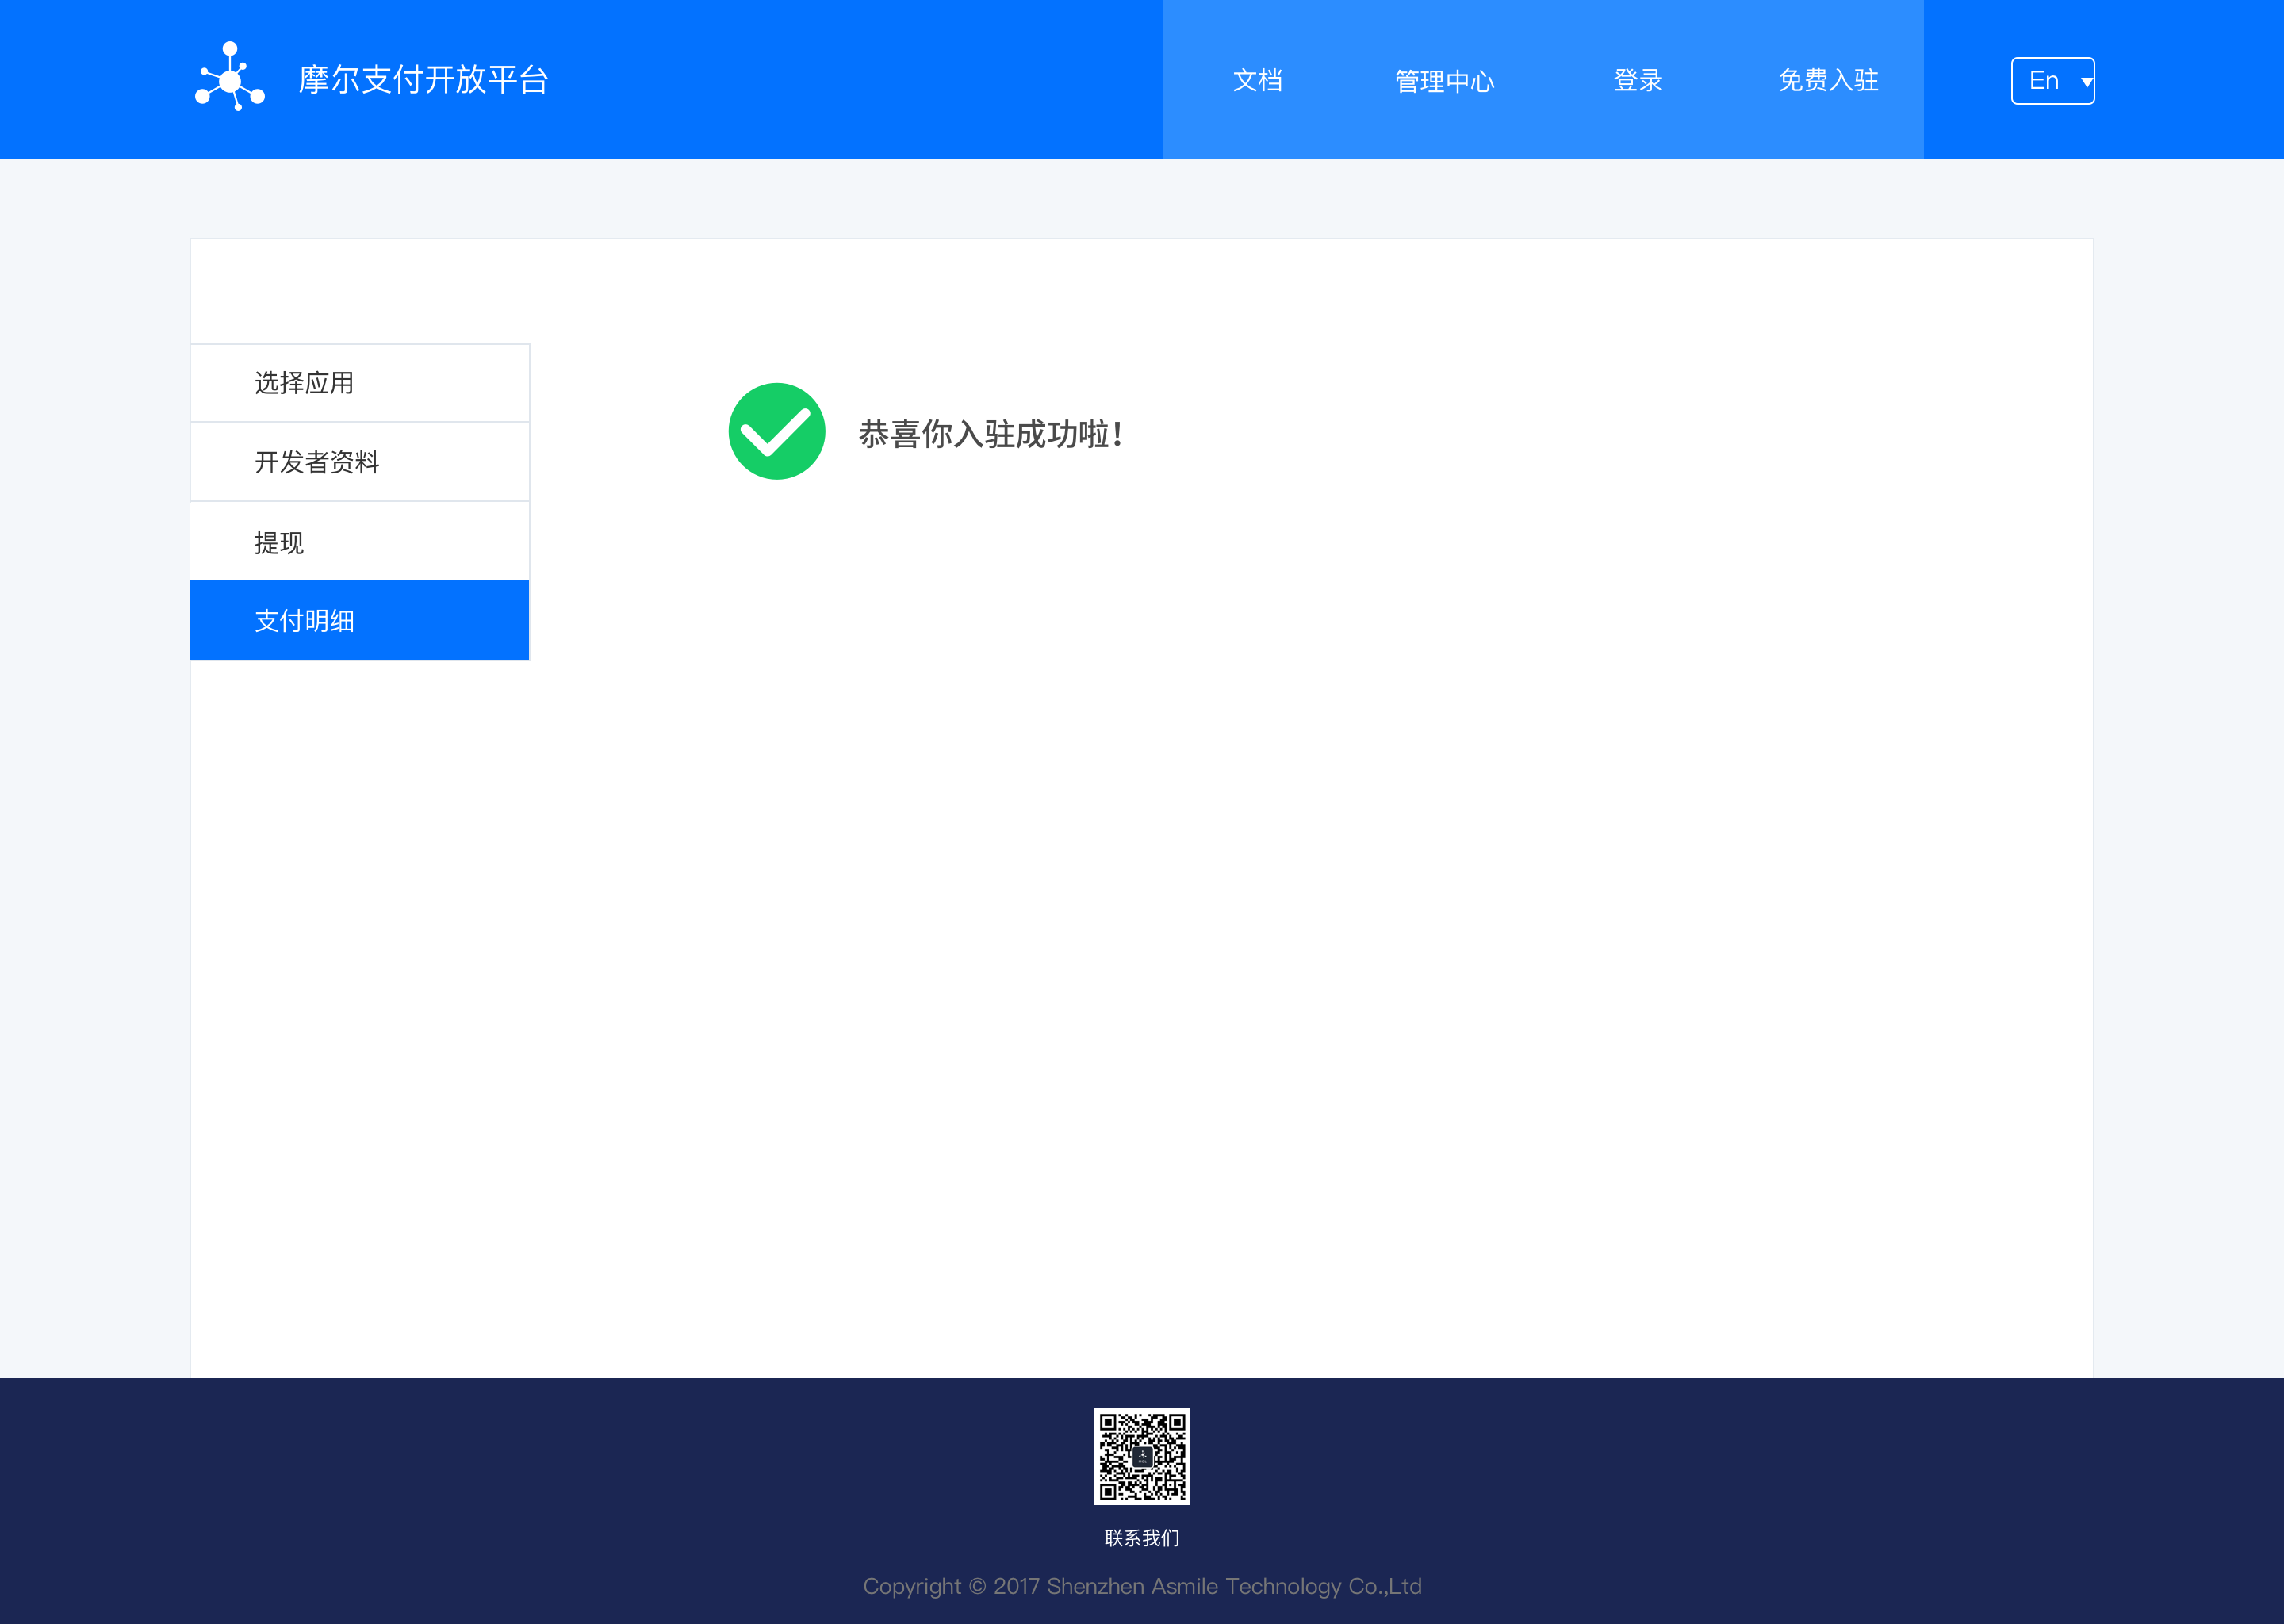 摩尔支付开放平台
文档
管理中心
登录
免费入驻
En
选择应用
开发者资料
提现
支付明细
恭喜你入驻成功啦！
联系我们
Copyright © 2017 Shenzhen Asmile Technology Co.,Ltd